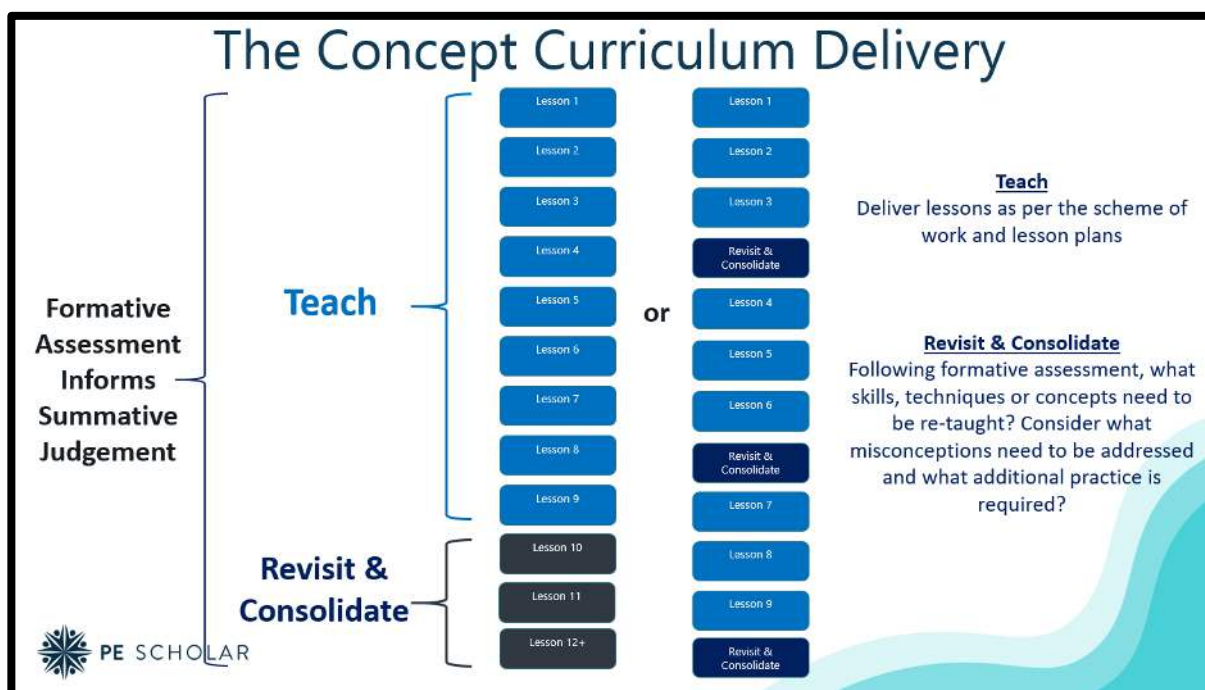 The Concept Curriculum Delivery
Formative
Assessment
Informs
Summative
Judgement
Teach
Revisit &
Consolidate
Lesson 1
Lesson 2
Lesson 3
Lesson 4
Lesson 5
Lesson 6
Lesson 7
Lesson 8
Lesson 9
Lesson 10
Lesson 11
Lesson 12+
or
Lesson 1
Lesson 2
Lesson 3
Revisit &
Consolidate
Lesson 4
Lesson 5
Lesson 6
Revisit &
Consolidate
Lesson 7
Lesson 8
Lesson 9
Revisit &
Consolidate
Teach
Deliver lessons as per the scheme of
work and lesson plans
Revisit & Consolidate
Following formative assessment, what
skills, techniques or concepts need to
be re-taught? Consider what
misconceptions need to be addressed
and what additional practice is
required?
PE SCHOLAR